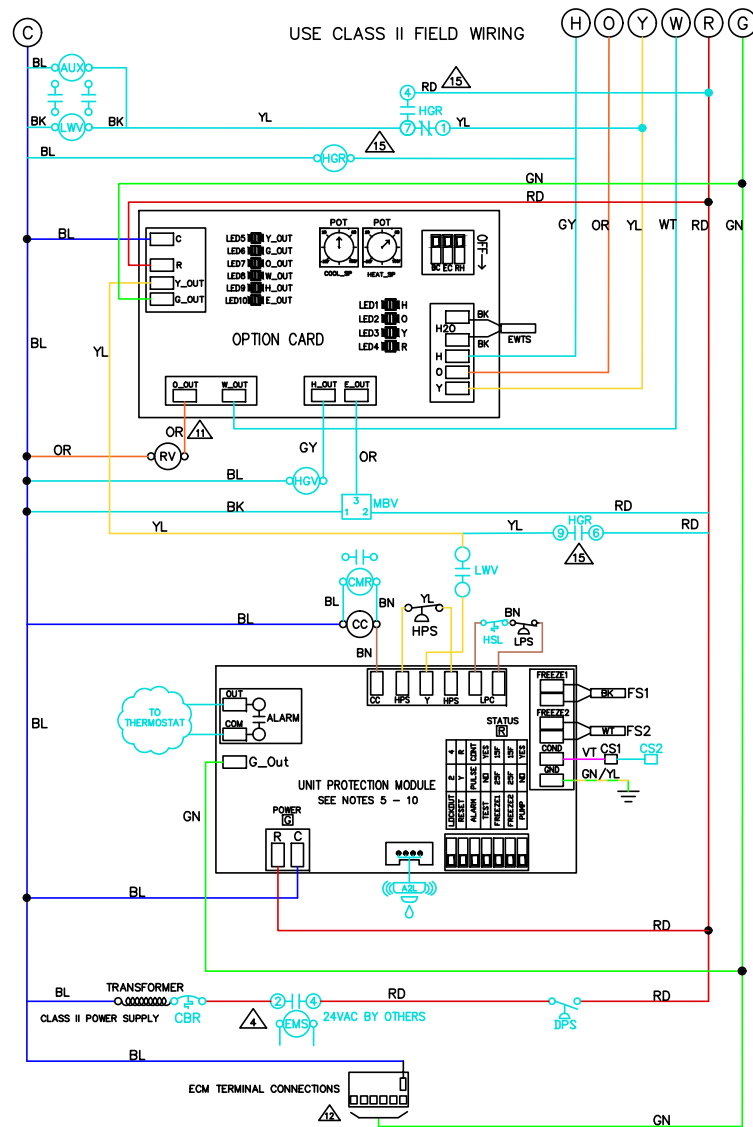 C
USE CLASS II FIELD WIRING
H O Y W R G
BL
AUX
4
RD
15
BK
LWV
BK
YL
HGR
7
1
YL
15
BL
HGR
GN
RD
BL
C
R
Y_OUT
G_OUT
LED5 Y_OUT
LED6 G_OUT
LED7 O_OUT
LED8 W_OUT
LED9 H_OUT
LED10 E_OUT
POT
POT
COOL_SP
HEAT_SP
BC EC RH
OFF→
GY OR YL WT RD GN
LED1 H
LED2 O
LED3 Y
LED4 R
OPTION CARD
H2O
BK
BK
EWTS
H
O
Y
BL
YL
O_OUT
W_OUT
H_OUT
E_OUT
OR
11
GY
OR
OR
RV
BL
HGV
BK
3
1 2
MBV
RD
YL
YL
HGR
9
6
RD
15
LWV
CMR
BL
BN
YL
BN
BL
CC
HPS
HSL
LPS
BN
CC
HPS
Y
HPS
LPC
FREEZE1
BK
FS1
FREEZE2
WT
FS2
COND
VT
CS1
CS2
GND
GN/YL
BL
TO
THERMOSTAT
OUT
COM
ALARM
STATUS
R
G_Out
UNIT PROTECTION MODULE
SEE NOTES 5 – 10
LOCKOUT 2 4
RESET Y R
ALARM PULSE CONT
TEST NO YES
FREEZE1 25F 15F
FREEZE2 25F 15F
PUMP NO YES
GN
POWER
G
R C
A2L
BL
RD
BL
TRANSFORMER
CLASS II POWER SUPPLY
CBR
4
2
4
EMS
RD
24VAC BY OTHERS
DPS
RD
BL
ECM TERMINAL CONNECTIONS
12
GN